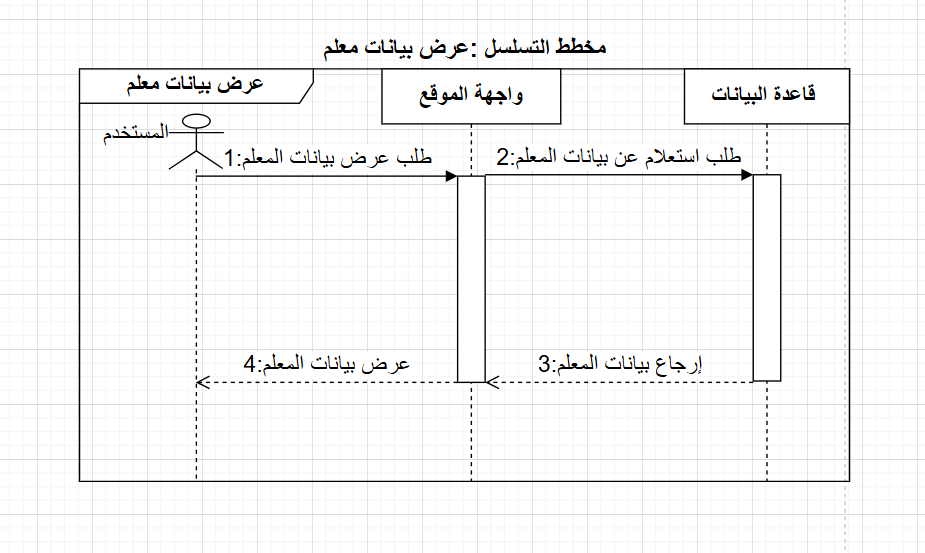 مخطط التسلسل :عرض بيانات معلم
عرض بيانات معلم
واجهة الموقع
قاعدة البيانات
المستخدم
1:طلب عرض بيانات المعلم
2:طلب استعلام عن بيانات المعلم
3:إرجاع بيانات المعلم
4:عرض بيانات المعلم